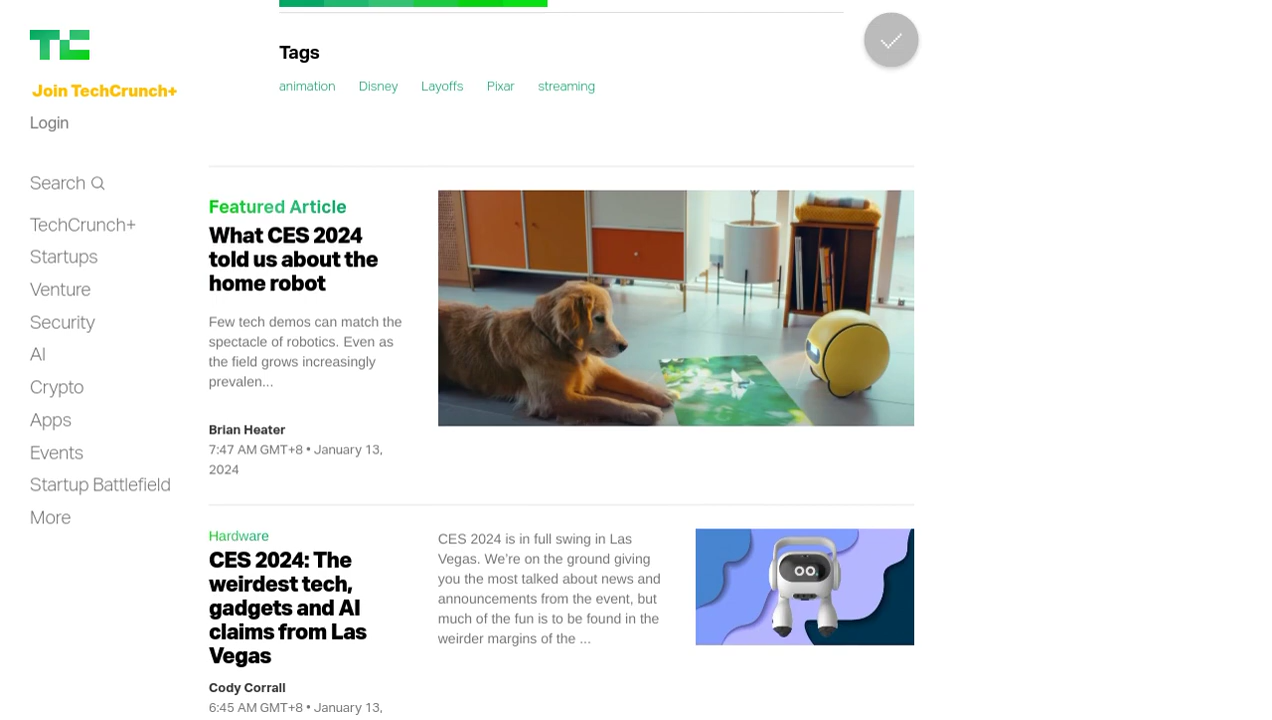 TC
Join TechCrunch+
Login
Search
TechCrunch+
Startups
Venture
Security
AI
Crypto
Apps
Events
Startup Battlefield
More
Tags
animation Disney Layoffs Pixar streaming
Featured Article
What CES 2024
told us about the
home robot
Few tech demos can match the
spectacle of robotics. Even as
the field grows increasingly
prevalen...
Brian Heater
7:47 AM GMT+8 • January 13,
2024
Hardware
CES 2024: The
weirdest tech,
gadgets and AI
claims from Las
Vegas
Cody Corrall
6:45 AM GMT+8 • January 13,
CES 2024 is in full swing in Las
Vegas. We’re on the ground giving
you the most talked about news and
announcements from the event, but
much of the fun is to be found in the
weirder margins of the ...